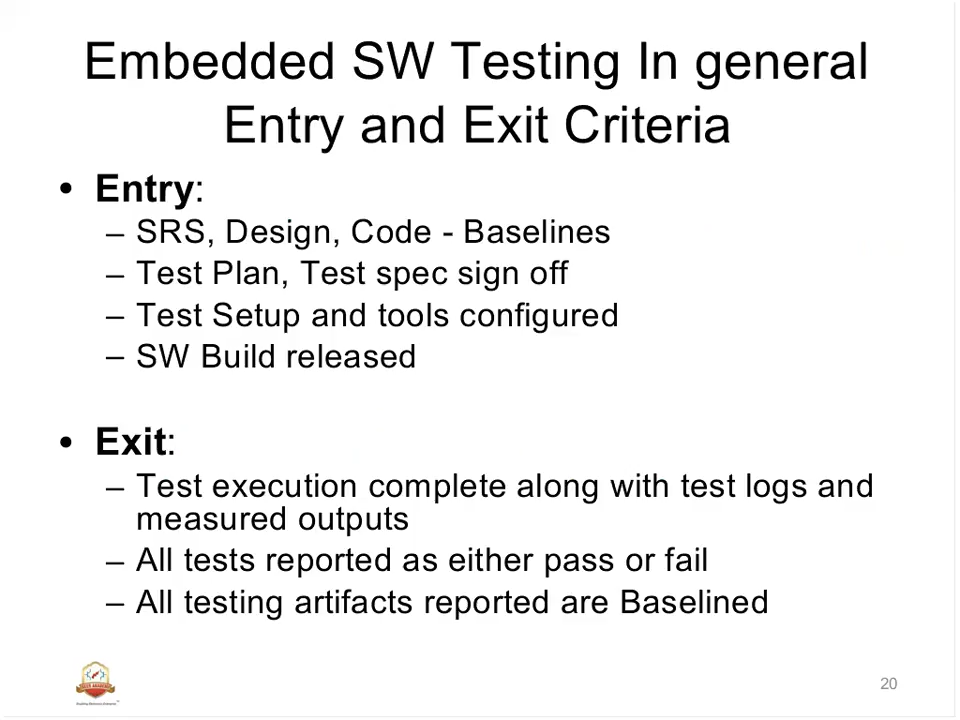 Embedded SW Testing In general
Entry and Exit Criteria
• Entry:
– SRS, Design, Code - Baselines
– Test Plan, Test spec sign off
– Test Setup and tools configured
– SW Build released
• Exit:
– Test execution complete along with test logs and
measured outputs
– All tests reported as either pass or fail
– All testing artifacts reported are Baselined
20